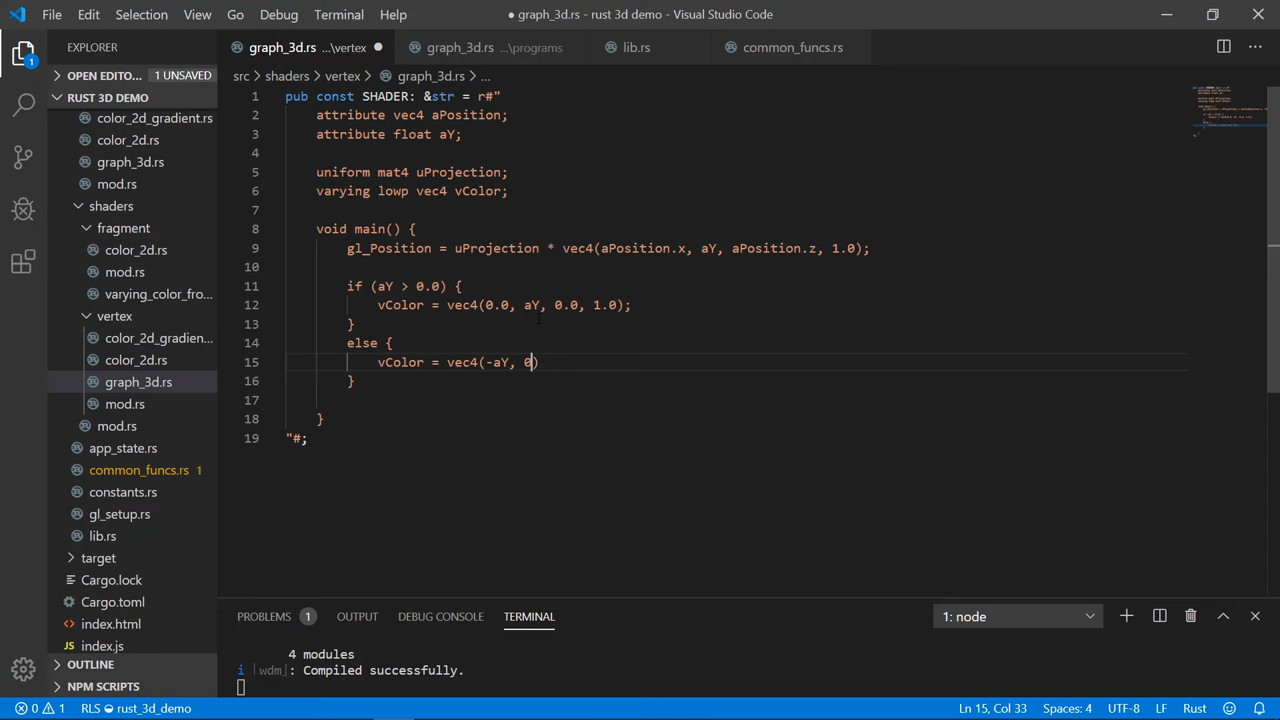 File Edit Selection View Go Debug Terminal Help
● graph_3d.rs - rust 3d demo - Visual Studio Code
EXPLORER
graph_3d.rs ...\vertex
graph_3d.rs ...\programs
lib.rs
common_funcs.rs
1
OPEN EDITO... 1 UNSAVED
src > shaders > vertex > graph_3d.rs > ...
RUST 3D DEMO
color_2d_gradient.rs
color_2d.rs
graph_3d.rs
mod.rs
shaders
fragment
color_2d.rs
mod.rs
varying_color_fro...
vertex
color_2d_gradien...
color_2d.rs
graph_3d.rs
mod.rs
mod.rs
app_state.rs
common_funcs.rs 1
constants.rs
gl_setup.rs
lib.rs
target
Cargo.lock
Cargo.toml
index.html
index.js
OUTLINE
NPM SCRIPTS
1 pub const SHADER: &str = r#"
2 attribute vec4 aPosition;
3 attribute float aY;
4
5 uniform mat4 uProjection;
6 varying lowp vec4 vColor;
7
8 void main() {
9 gl_Position = uProjection * vec4(aPosition.x, aY, aPosition.z, 1.0);
10
11 if (aY > 0.0) {
12 vColor = vec4(0.0, aY, 0.0, 1.0);
13 }
14 else {
15 vColor = vec4(-aY, 0)
16 }
17
18 }
19 "#;
PROBLEMS 1 OUTPUT DEBUG CONSOLE TERMINAL
1: node
4 modules
i ｢wdm｣: Compiled successfully.
0 1 RLS rust_3d_demo
Ln 15, Col 33 Spaces: 4 UTF-8 LF Rust